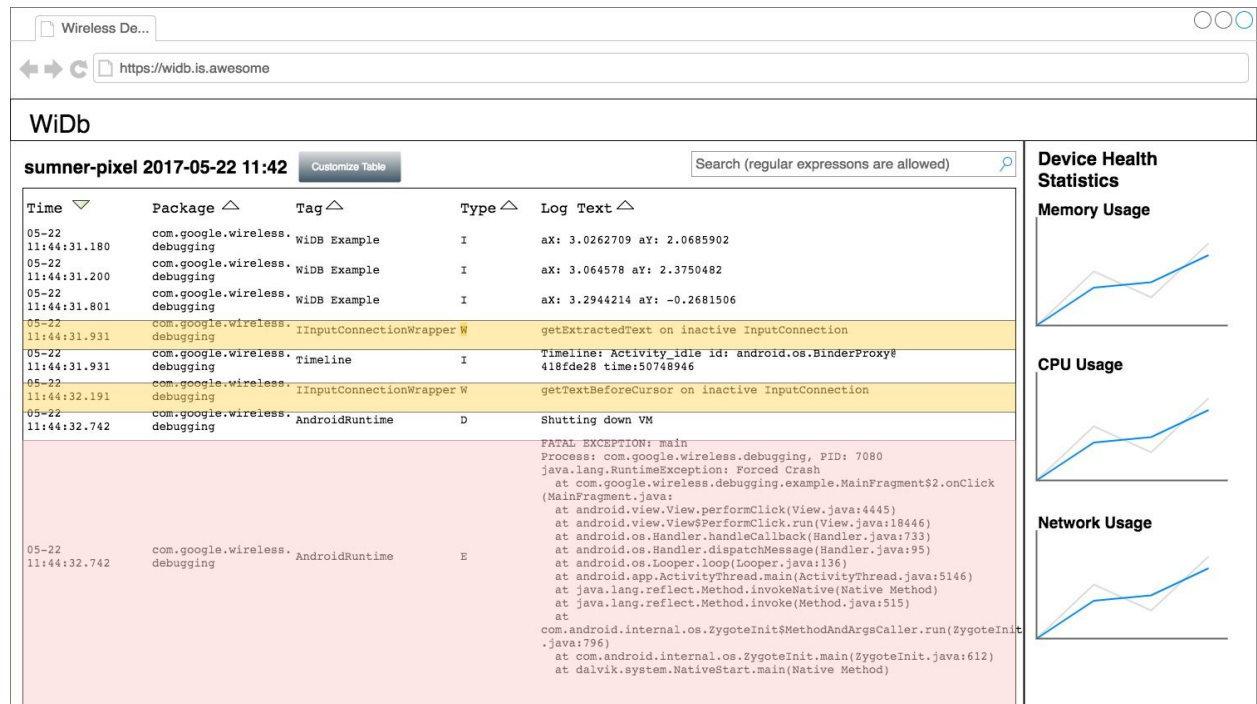 Wireless De...
https://widb.is.awesome
WiDb
sumner-pixel 2017-05-22 11:42
Customize Table
Search (regular expressons are allowed)
Time Package Tag Type Log Text
05-22 11:44:31.180 com.google.wireless.debugging WiDB Example I aX: 3.0262709 aY: 2.0685902
05-22 11:44:31.200 com.google.wireless.debugging WiDB Example I aX: 3.064578 aY: 2.3750482
05-22 11:44:31.801 com.google.wireless.debugging WiDB Example I aX: 3.2944214 aY: -0.2681506
05-22 11:44:31.931 com.google.wireless.debugging IInputConnectionWrapper W getExtractedText on inactive InputConnection
05-22 11:44:31.931 com.google.wireless.debugging Timeline I Timeline: Activity_idle id: android.os.BinderProxy@
418fde28 time:50748946
05-22 11:44:32.191 com.google.wireless.debugging IInputConnectionWrapper W getTextBeforeCursor on inactive InputConnection
05-22 11:44:32.742 com.google.wireless.debugging AndroidRuntime D Shutting down VM
05-22 11:44:32.742 com.google.wireless.debugging AndroidRuntime E
FATAL EXCEPTION: main
Process: com.google.wireless.debugging, PID: 7080
java.lang.RuntimeException: Forced Crash
at com.google.wireless.debugging.example.MainFragment$2.onClick
(MainFragment.java:
at android.view.View.performClick(View.java:4445)
at android.view.View$PerformClick.run(View.java:18446)
at android.os.Handler.handleCallback(Handler.java:733)
at android.os.Handler.dispatchMessage(Handler.java:95)
at android.os.Looper.loop(Looper.java:136)
at android.app.ActivityThread.main(ActivityThread.java:5146)
at java.lang.reflect.Method.invokeNative(Native Method)
at java.lang.reflect.Method.invoke(Method.java:515)
at
com.android.internal.os.ZygoteInit$MethodAndArgsCaller.run(ZygoteInit
.java:796)
at com.android.internal.os.ZygoteInit.main(ZygoteInit.java:612)
at dalvik.system.NativeStart.main(Native Method)
Device Health
Statistics
Memory Usage
CPU Usage
Network Usage